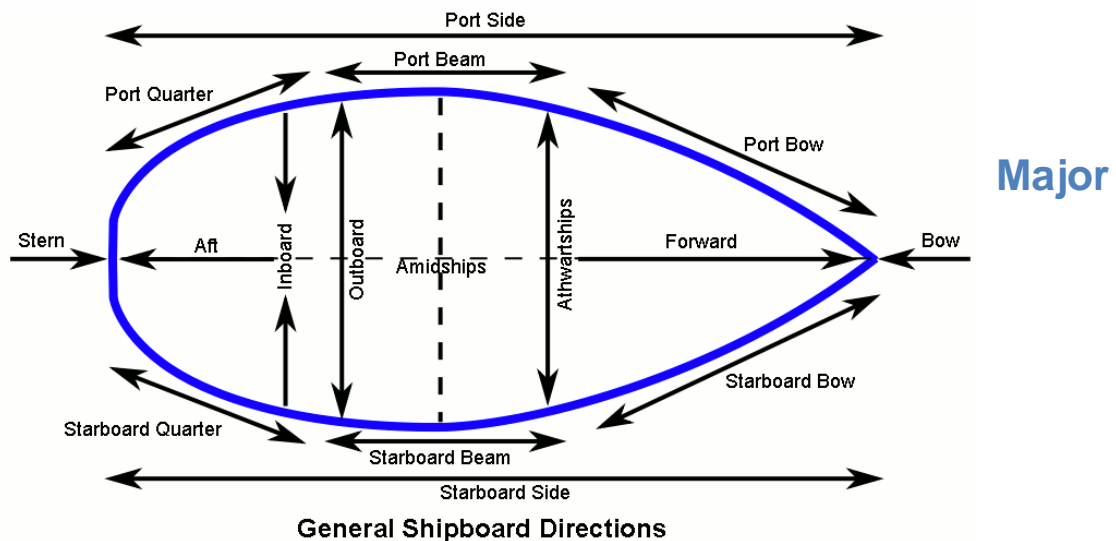 Port Side
Port Beam
Port Quarter
Port Bow
Major
Stern
Aft
Inboard
Outboard
Amidships
Athwartships
Forward
Bow
Starboard Bow
Starboard Quarter
Starboard Beam
Starboard Side
General Shipboard Directions